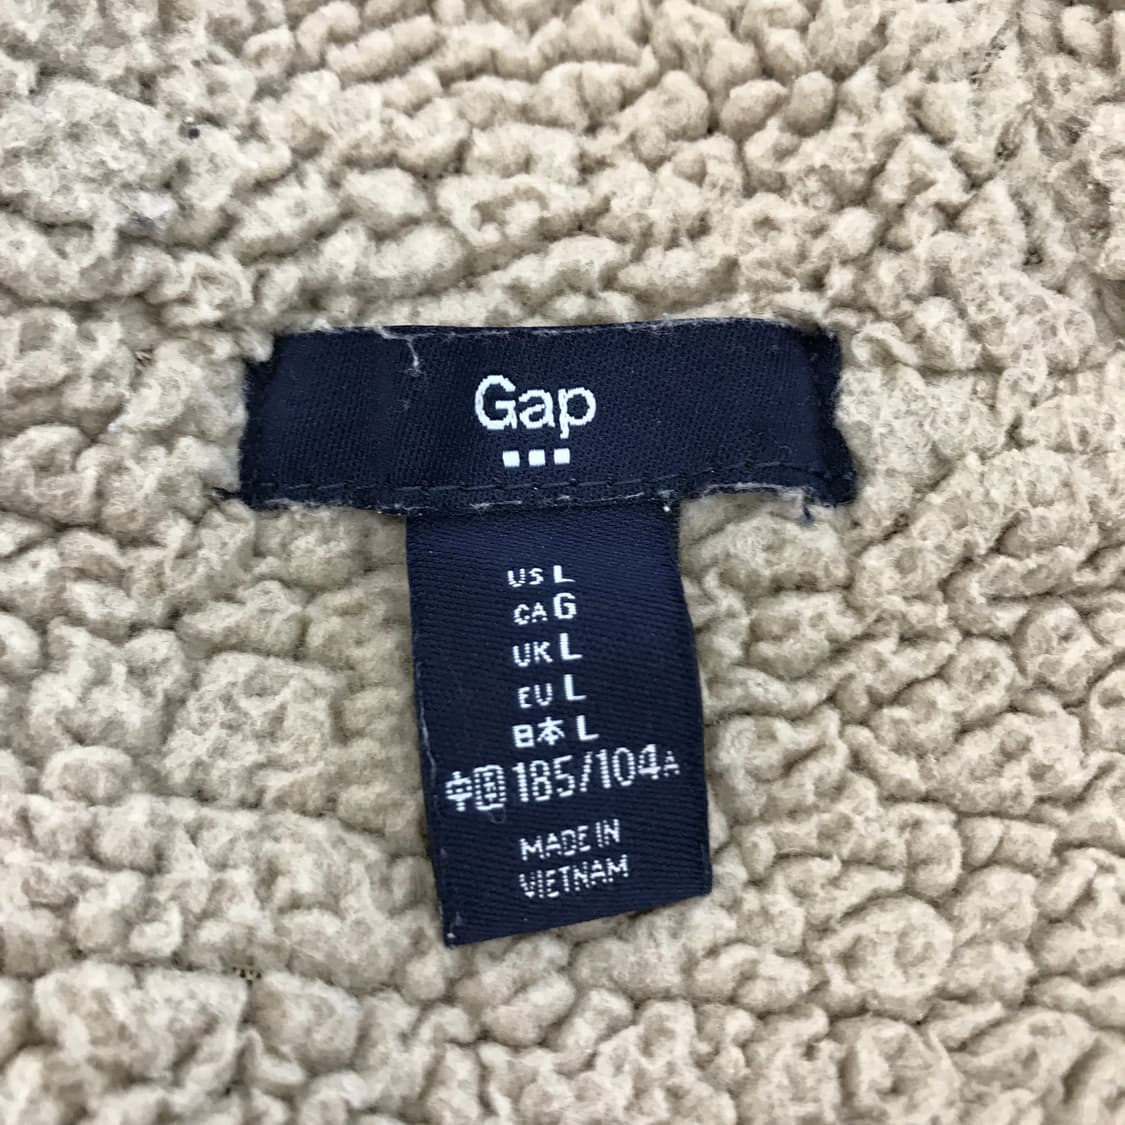 Gap
US L
CA G
UK L
EU L
日本 L
中国 185/104A
MADE IN
VIETNAM